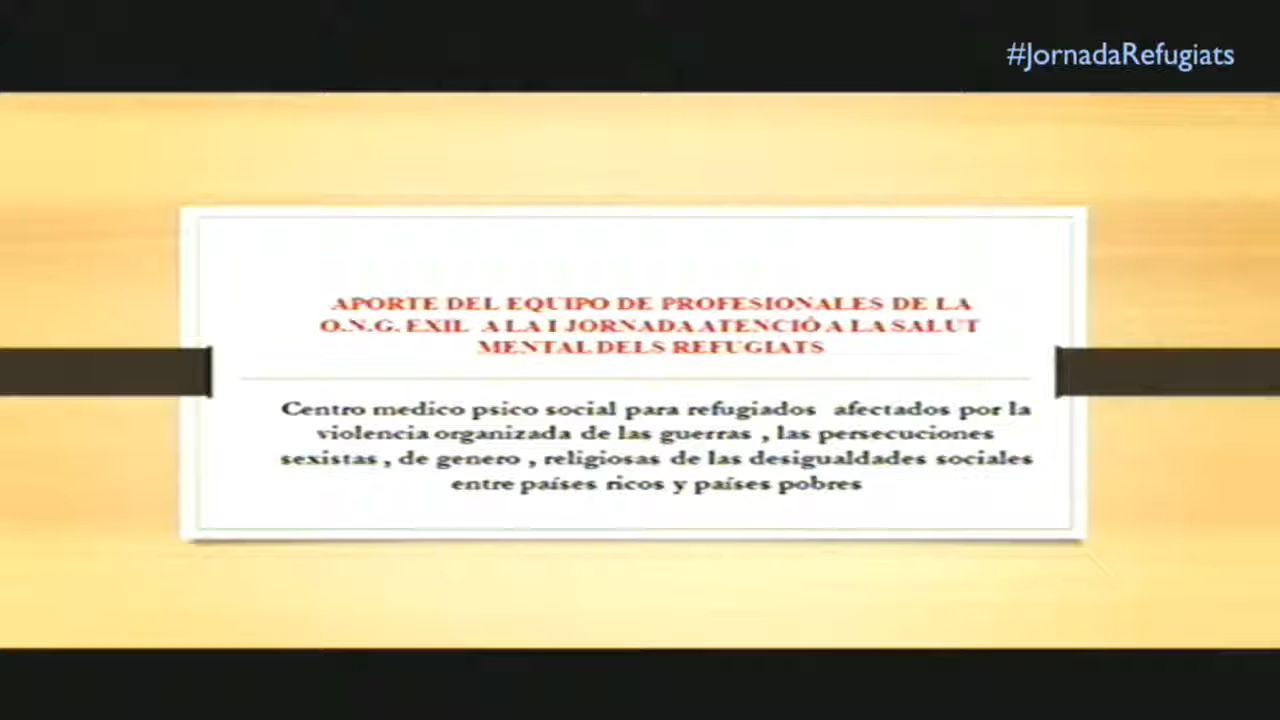 #JornadaRefugiats
APORTE DEL EQUIPO DE PROFESIONALES DE LA
O.N.G. EXIL A LA I JORNADA ATENCIÓ A LA SALUT
MENTAL DELS REFUGIATS
Centro medico psico social para refugiados afectados por la
violencia organizada de las guerras , las persecuciones
sexistas , de genero , religiosas de las desigualdades sociales
entre países ricos y países pobres